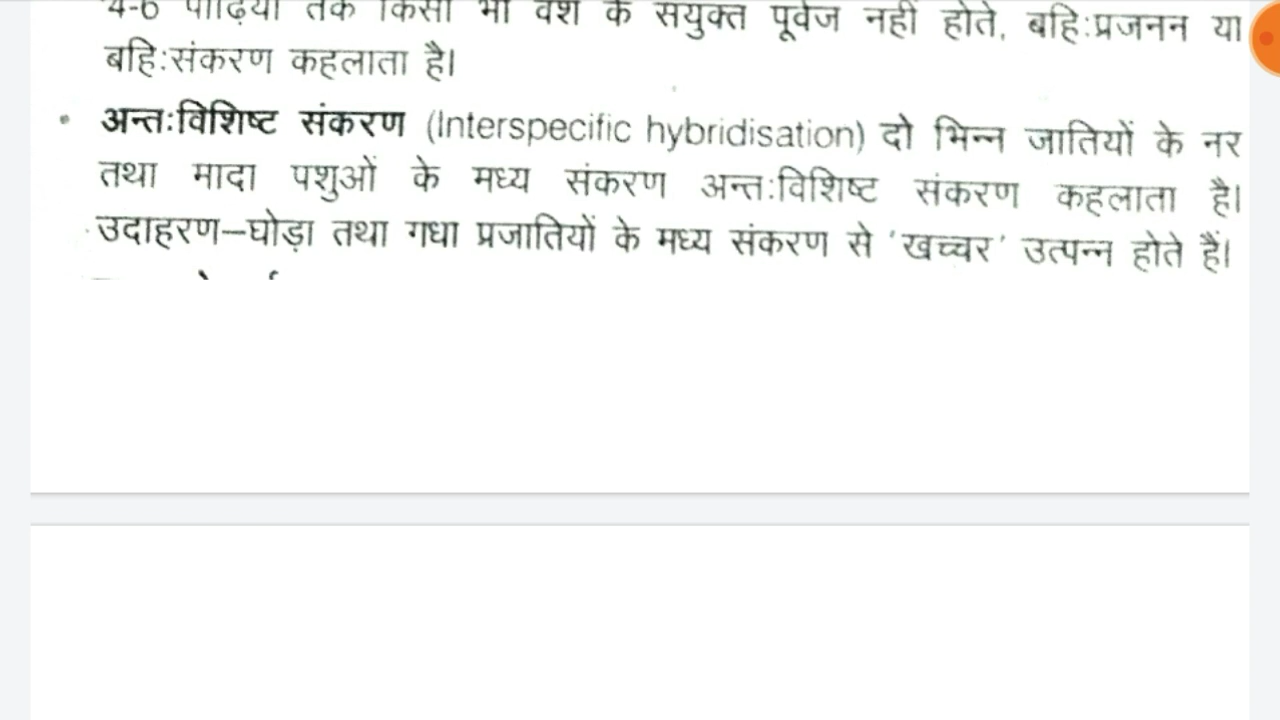 4-6 पीढ़ियों तक किसी भी वंश के संयुक्त पूर्वज नहीं होते, बहिःप्रजनन या
बहिःसंकरण कहलाता है।
• अन्तःविशिष्ट संकरण (Interspecific hybridisation) दो भिन्न जातियों के नर
तथा मादा पशुओं के मध्य संकरण अन्तःविशिष्ट संकरण कहलाता है।
उदाहरण–घोड़ा तथा गधा प्रजातियों के मध्य संकरण से 'खच्चर' उत्पन्न होते हैं।